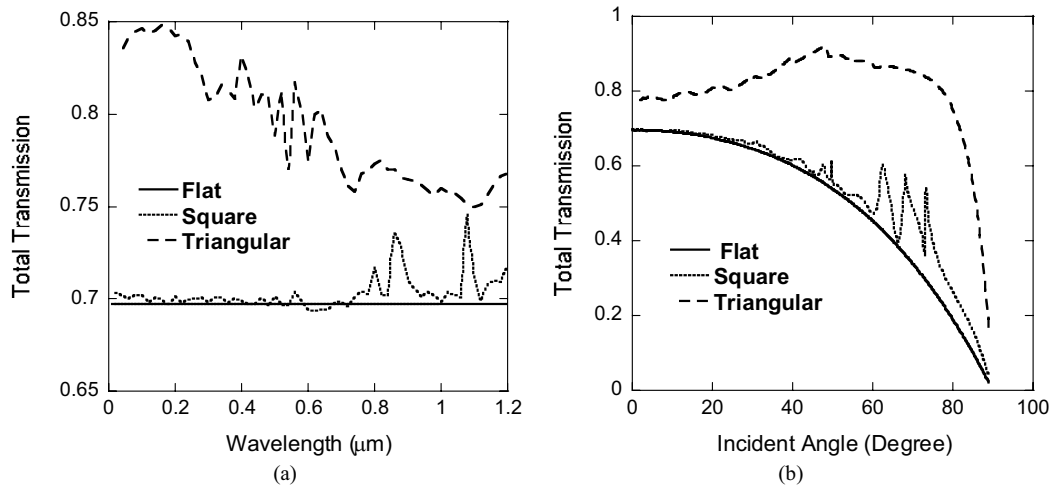 0.85
0.8
0.75
0.7
0.65
Total Transmission
Flat
Square
Triangular
0 0.2 0.4 0.6 0.8 1 1.2
Wavelength (μm)
(a)
1
0.8
0.6
0.4
0.2
0
Total Transmission
Flat
Square
Triangular
0 20 40 60 80 100
Incident Angle (Degree)
(b)